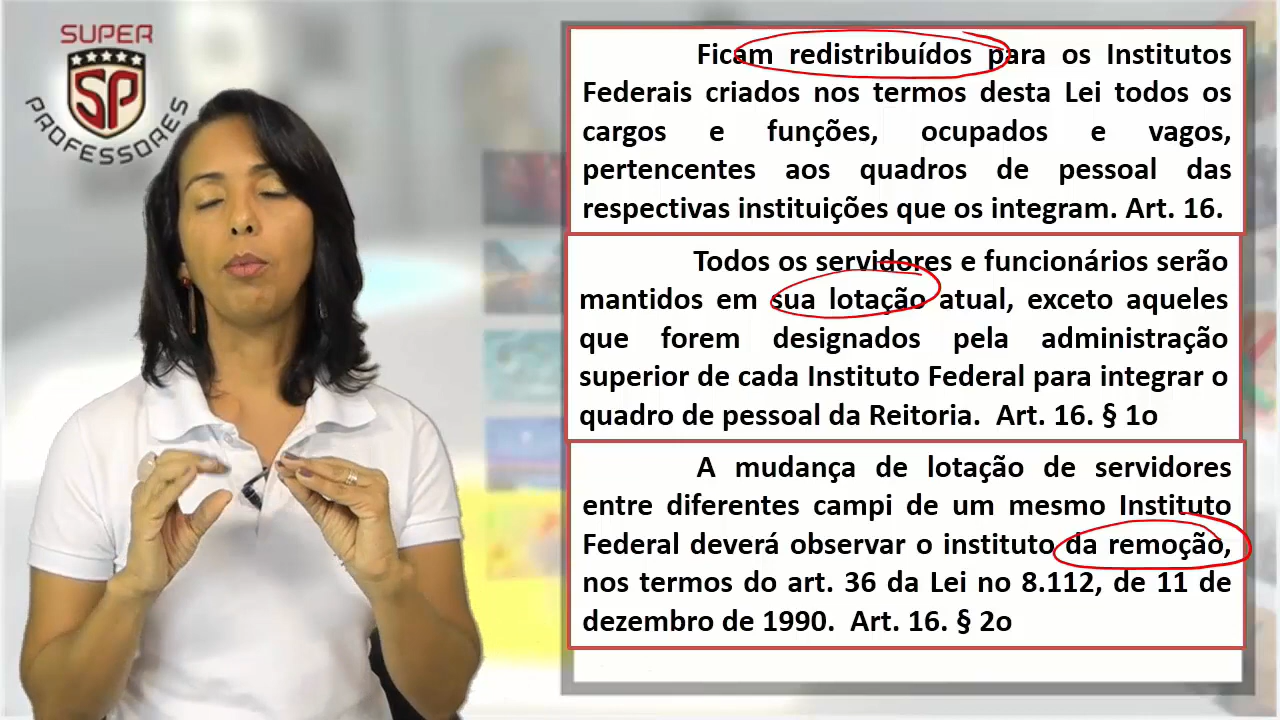 SUPER
SP
PROFESSORES
Ficam redistribuídos para os Institutos
Federais criados nos termos desta Lei todos os
cargos e funções, ocupados e vagos,
pertencentes aos quadros de pessoal das
respectivas instituições que os integram. Art. 16.
Todos os servidores e funcionários serão
mantidos em sua lotação atual, exceto aqueles
que forem designados pela administração
superior de cada Instituto Federal para integrar o
quadro de pessoal da Reitoria. Art. 16. § 1o
A mudança de lotação de servidores
entre diferentes campi de um mesmo Instituto
Federal deverá observar o instituto da remoção,
nos termos do art. 36 da Lei no 8.112, de 11 de
dezembro de 1990. Art. 16. § 2o